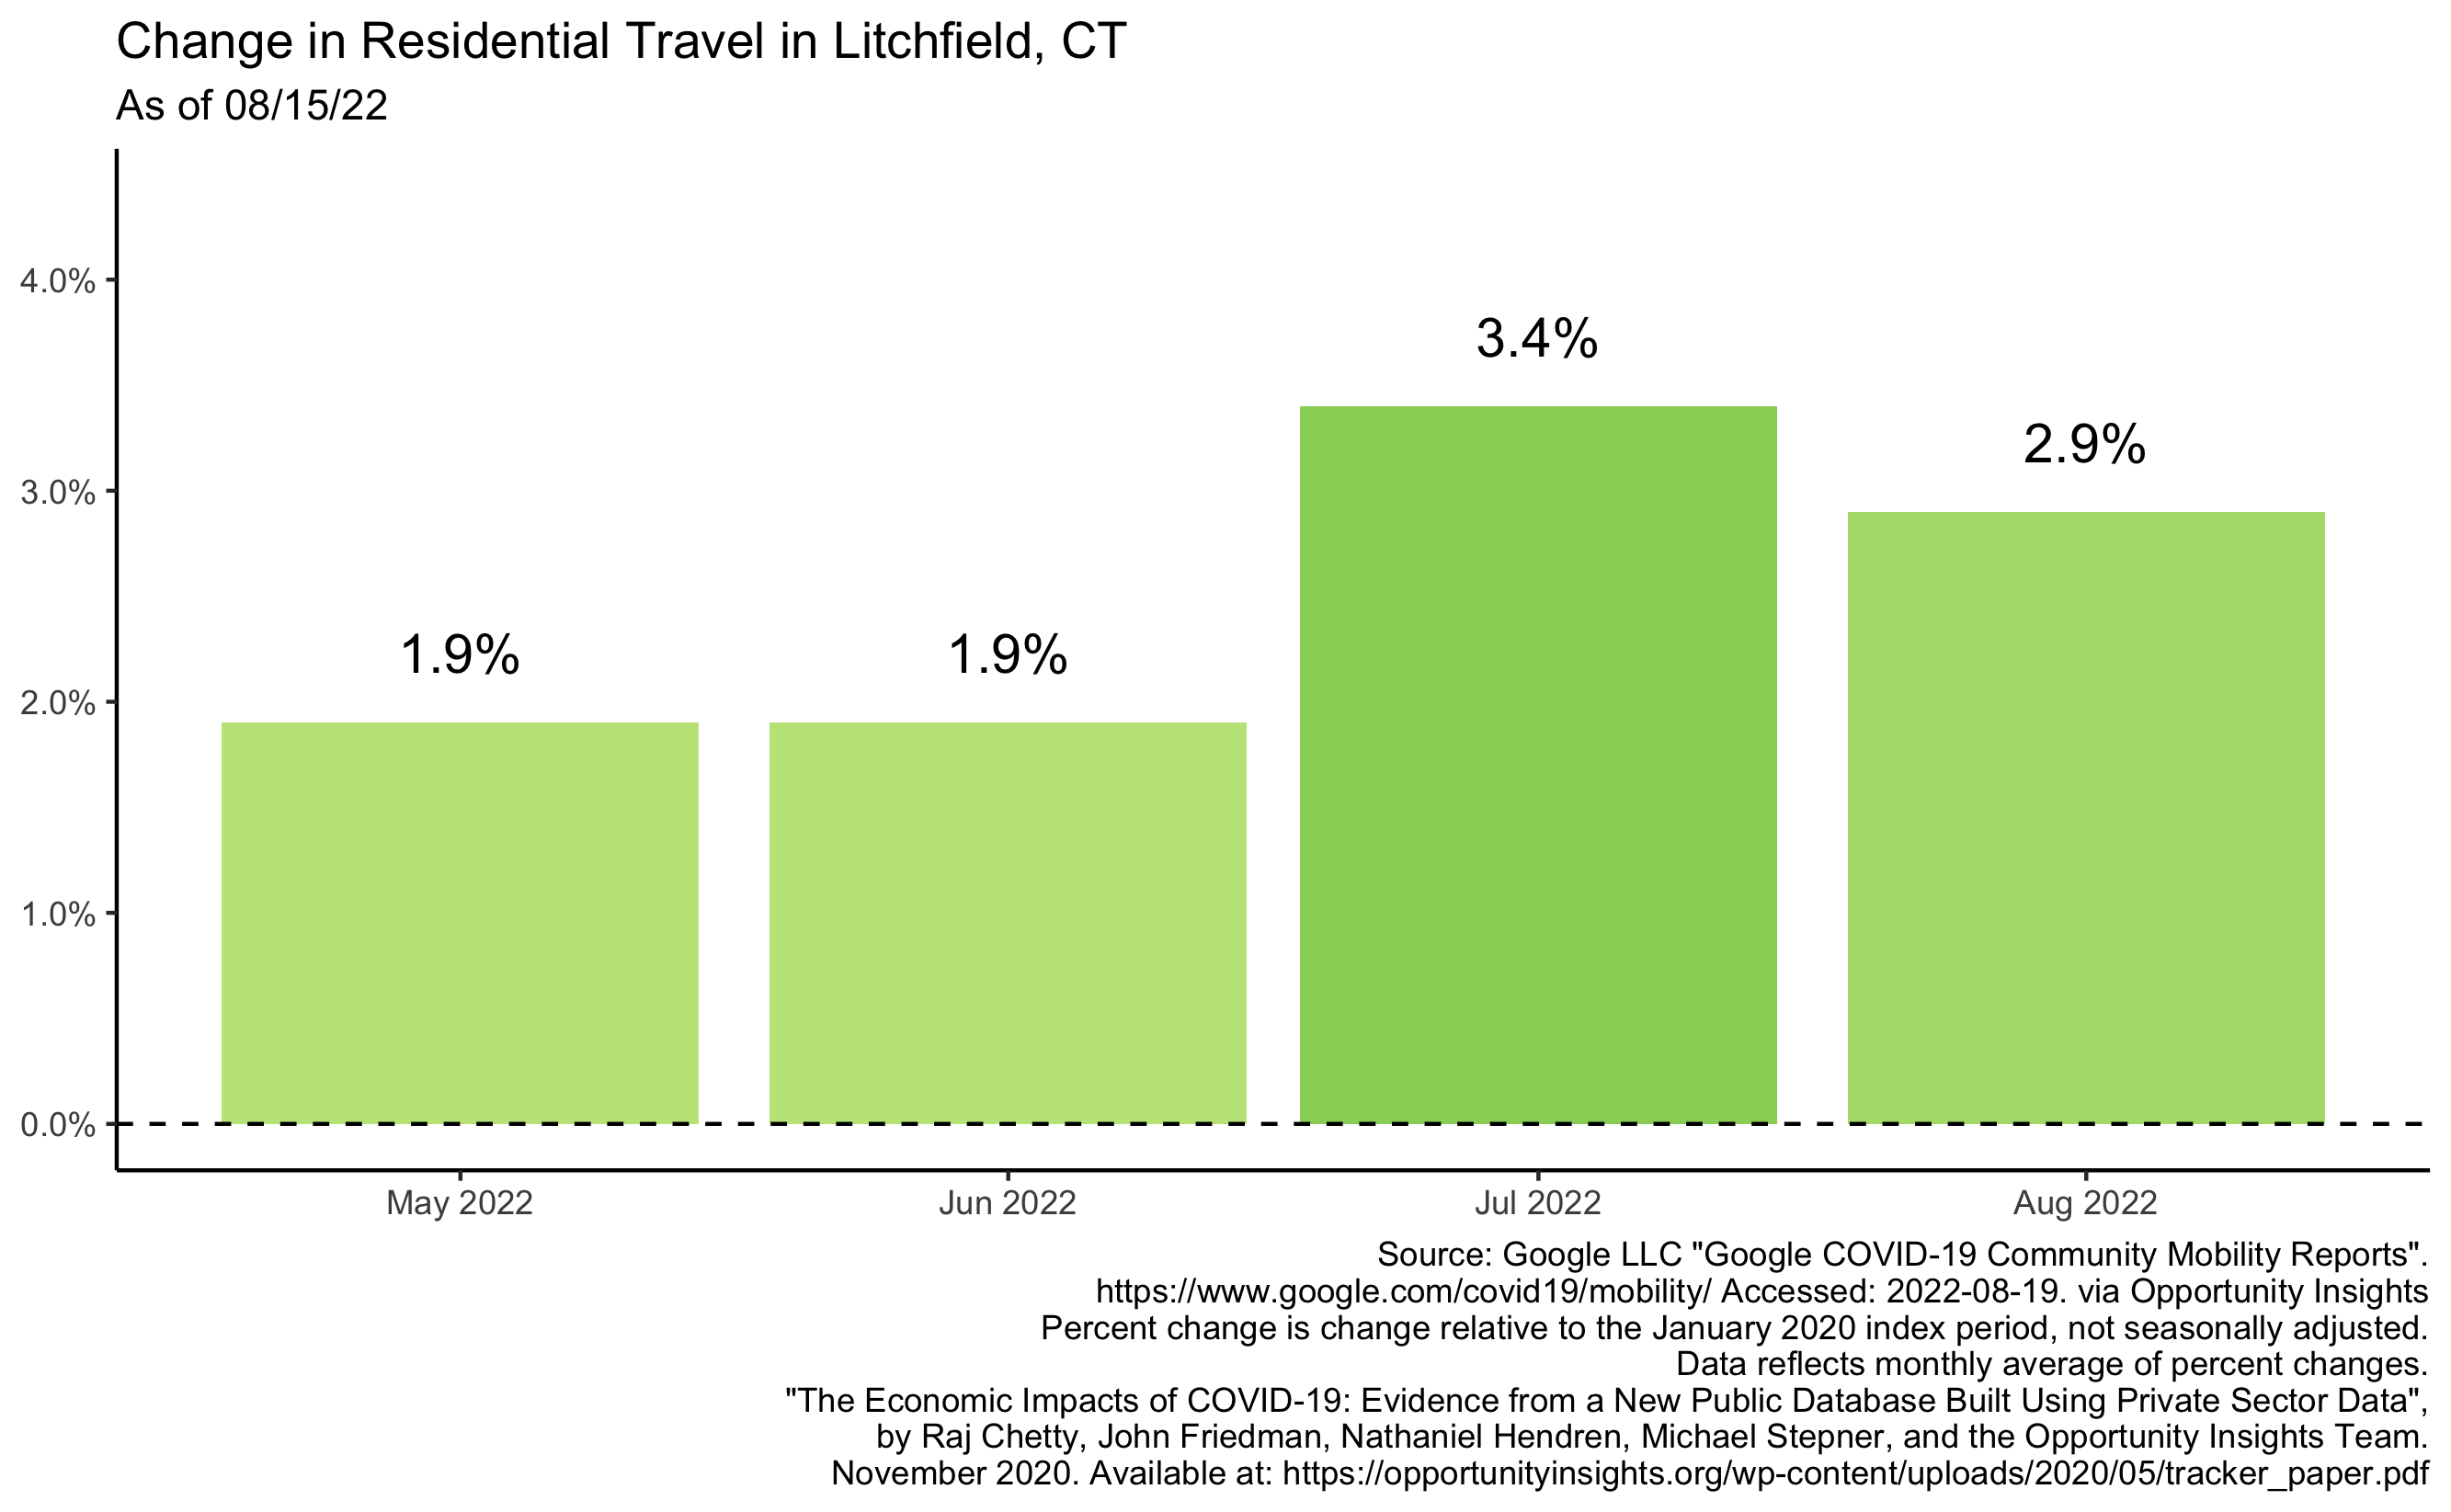 Change in Residential Travel in Litchfield, CT
As of 08/15/22
4.0%
3.0%
2.0%
1.0%
0.0%
1.9%
1.9%
3.4%
2.9%
May 2022
Jun 2022
Jul 2022
Aug 2022
Source: Google LLC "Google COVID-19 Community Mobility Reports".
https://www.google.com/covid19/mobility/ Accessed: 2022-08-19. via Opportunity Insights
Percent change is change relative to the January 2020 index period, not seasonally adjusted.
Data reflects monthly average of percent changes.
"The Economic Impacts of COVID-19: Evidence from a New Public Database Built Using Private Sector Data",
by Raj Chetty, John Friedman, Nathaniel Hendren, Michael Stepner, and the Opportunity Insights Team.
November 2020. Available at: https://opportunityinsights.org/wp-content/uploads/2020/05/tracker_paper.pdf